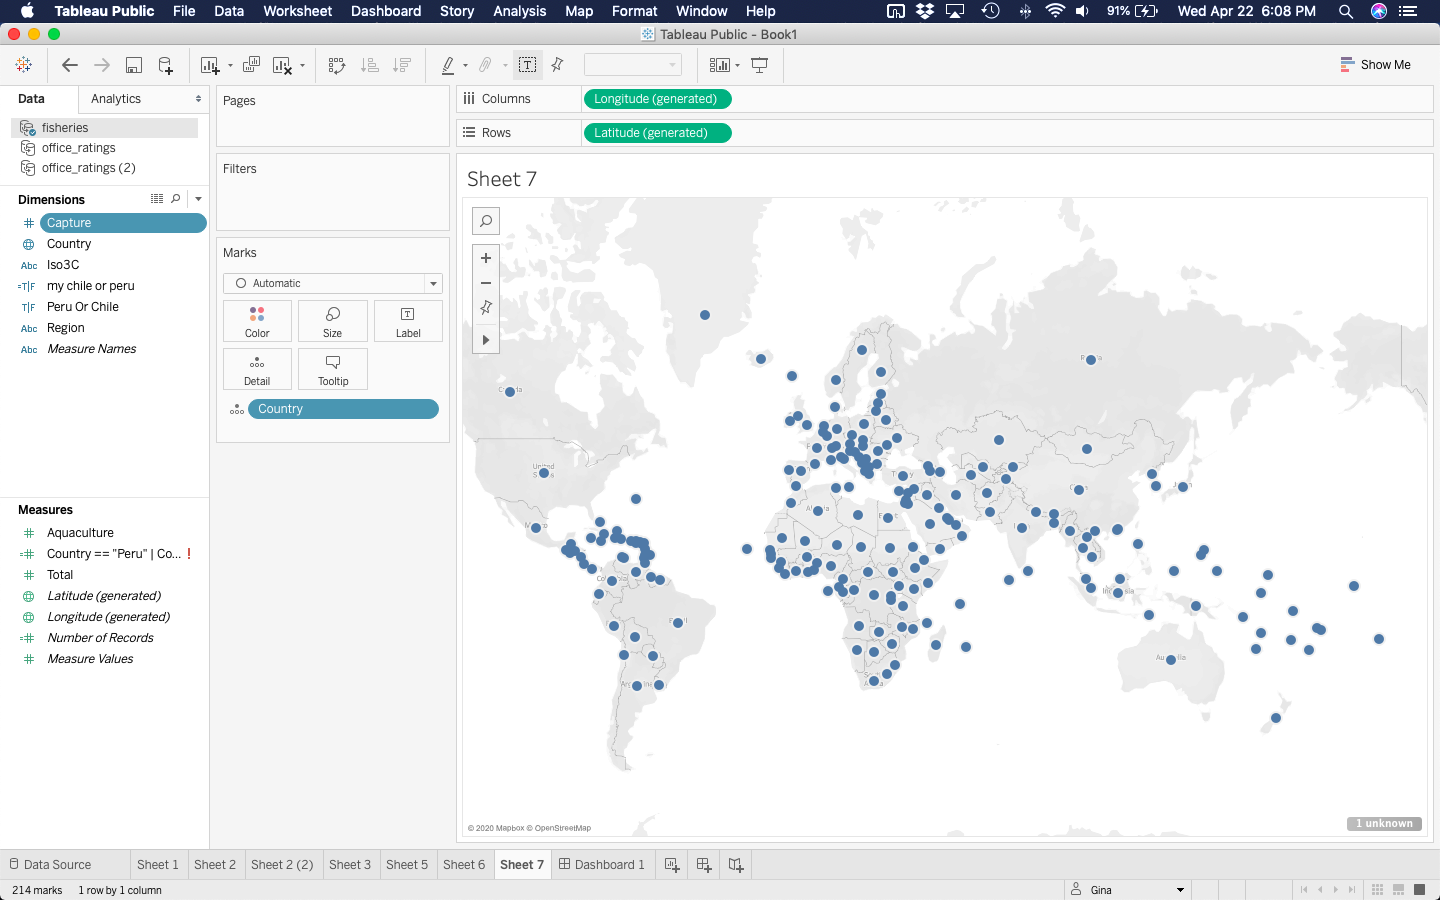 Tableau Public File Data Worksheet Dashboard Story Analysis Map Format Window Help 91% Wed Apr 22 6:08 PM
Tableau Public - Book1
Show Me
Data Analytics
fisheries
office_ratings
office_ratings (2)
Dimensions
Capture
Country
Abc Iso3C
=T|F my chile or peru
T|F Peru Or Chile
Abc Region
Abc Measure Names
Measures
Aquaculture
Country == "Peru" | Co... !
Total
Latitude (generated)
Longitude (generated)
Number of Records
Measure Values
Pages
Filters
Marks
Automatic
Color Size Label
Detail Tooltip
Country
Columns Longitude (generated)
Rows Latitude (generated)
Sheet 7
© 2020 Mapbox © OpenStreetMap
1 unknown
Data Source Sheet 1 Sheet 2 Sheet 2 (2) Sheet 3 Sheet 5 Sheet 6 Sheet 7 Dashboard 1
214 marks 1 row by 1 column Gina